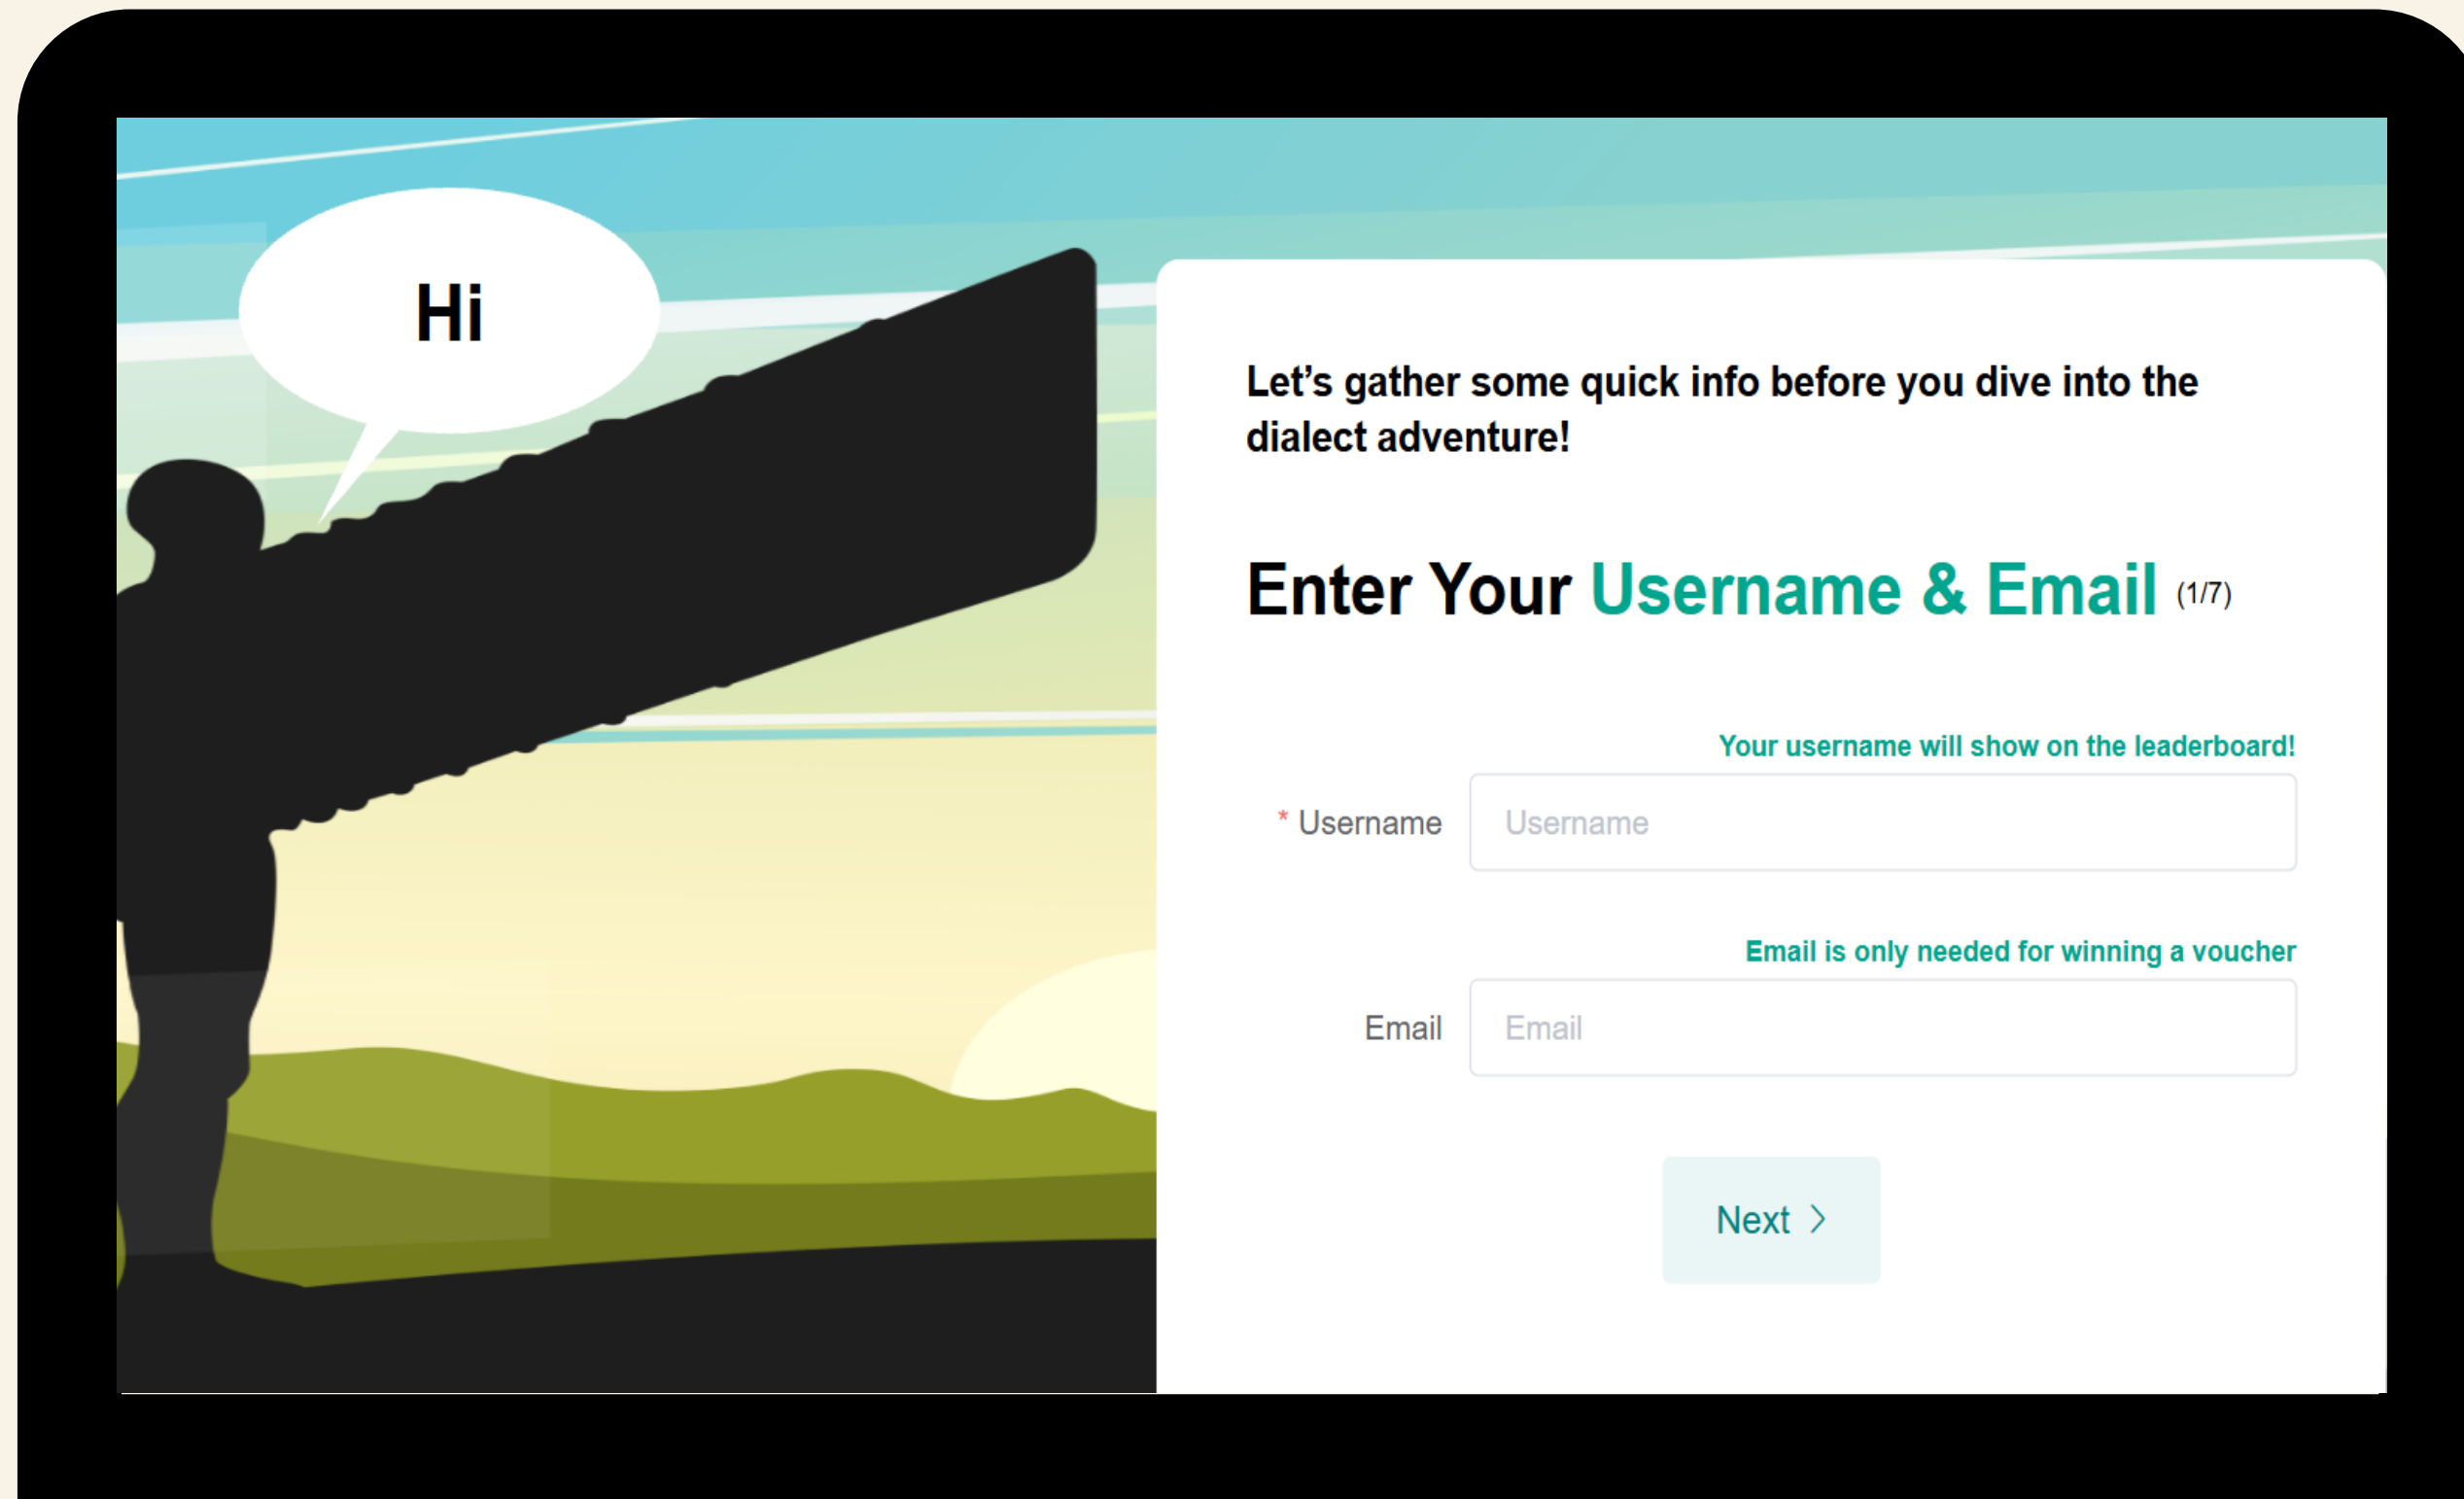 Hi
Let’s gather some quick info before you dive into the
dialect adventure!
Enter Your Username & Email (1/7)
Your username will show on the leaderboard!
* Username
Username
Email is only needed for winning a voucher
Email
Email
Next >